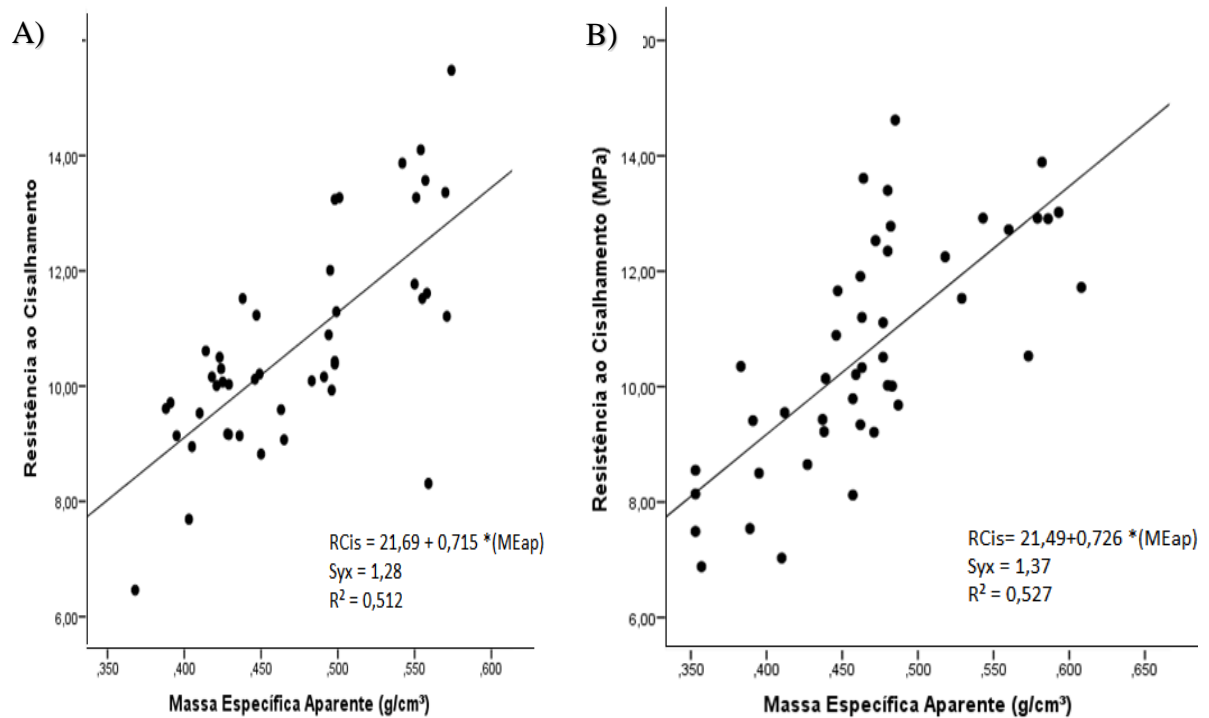 A)
Resistência ao Cisalhamento
14,00
12,00
10,00
8,00
6,00
RCis = 21,69 + 0,715 *(MEap)
Syx = 1,28
R² = 0,512
,350 ,400 ,450 ,500 ,550 ,600
Massa Específica Aparente (g/cm³)
B)
Resistência ao Cisalhamento (MPa)
00
14,00
12,00
10,00
8,00
6,00
RCis= 21,49+0,726 *(MEap)
Syx = 1,37
R² = 0,527
,350 ,400 ,450 ,500 ,550 ,600 ,650
Massa Específica Aparente (g/cm³)